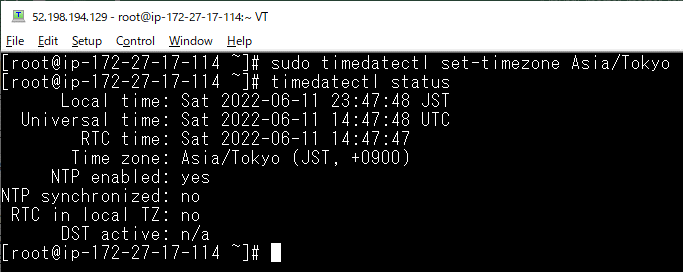 52.198.194.129 - root@ip-172-27-17-114:~ VT
File Edit Setup Control Window Help
[root@ip-172-27-17-114 ~]# sudo timedatectl set-timezone Asia/Tokyo
[root@ip-172-27-17-114 ~]# timedatectl status
Local time: Sat 2022-06-11 23:47:48 JST
Universal time: Sat 2022-06-11 14:47:48 UTC
RTC time: Sat 2022-06-11 14:47:47
Time zone: Asia/Tokyo (JST, +0900)
NTP enabled: yes
NTP synchronized: no
RTC in local TZ: no
DST active: n/a
[root@ip-172-27-17-114 ~]#